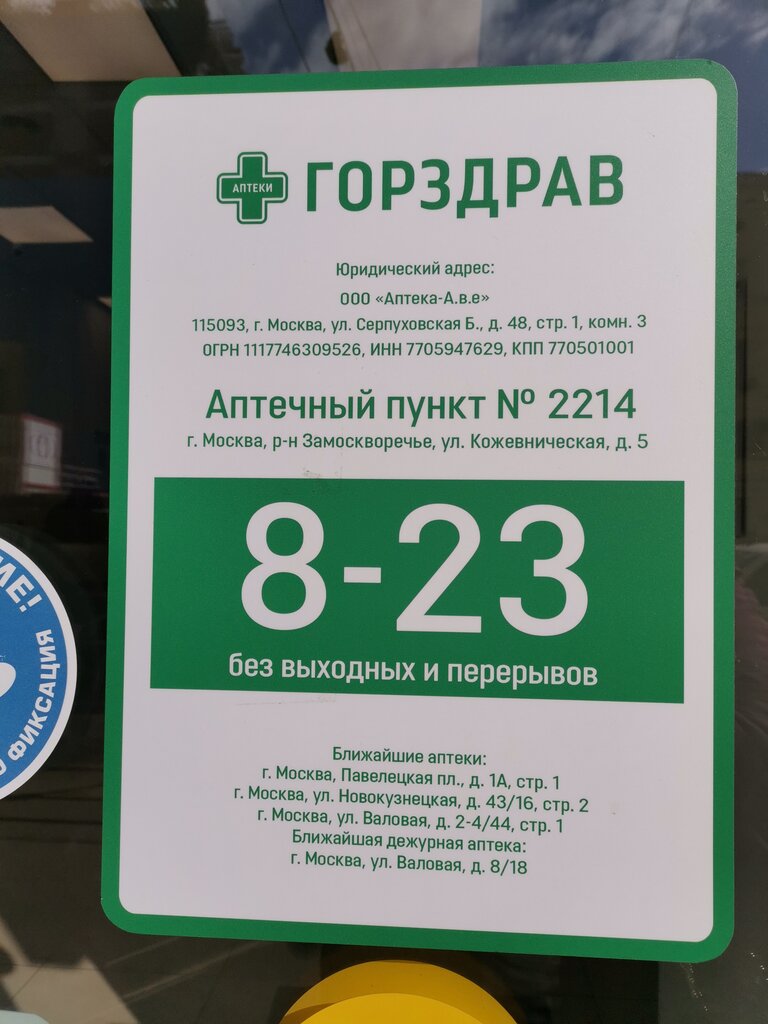 АПТЕКИ
ГОРЗДРАВ
Юридический адрес:
ООО «Аптека-А.в.е»
115093, г. Москва, ул. Серпуховская Б., д. 48, стр. 1, комн. 3
ОГРН 1117746309526, ИНН 7705947629, КПП 770501001
Аптечный пункт № 2214
г. Москва, р-н Замоскворечье, ул. Кожевническая, д. 5
8-23
без выходных и перерывов
Ближайшие аптеки:
г. Москва, Павелецкая пл., д. 1А, стр. 1
г. Москва, ул. Новокузнецкая, д. 43/16, стр. 2
г. Москва, ул. Валовая, д. 2-4/44, стр. 1
Ближайшая дежурная аптека:
г. Москва, ул. Валовая, д. 8/18
ФИКСАЦИЯ